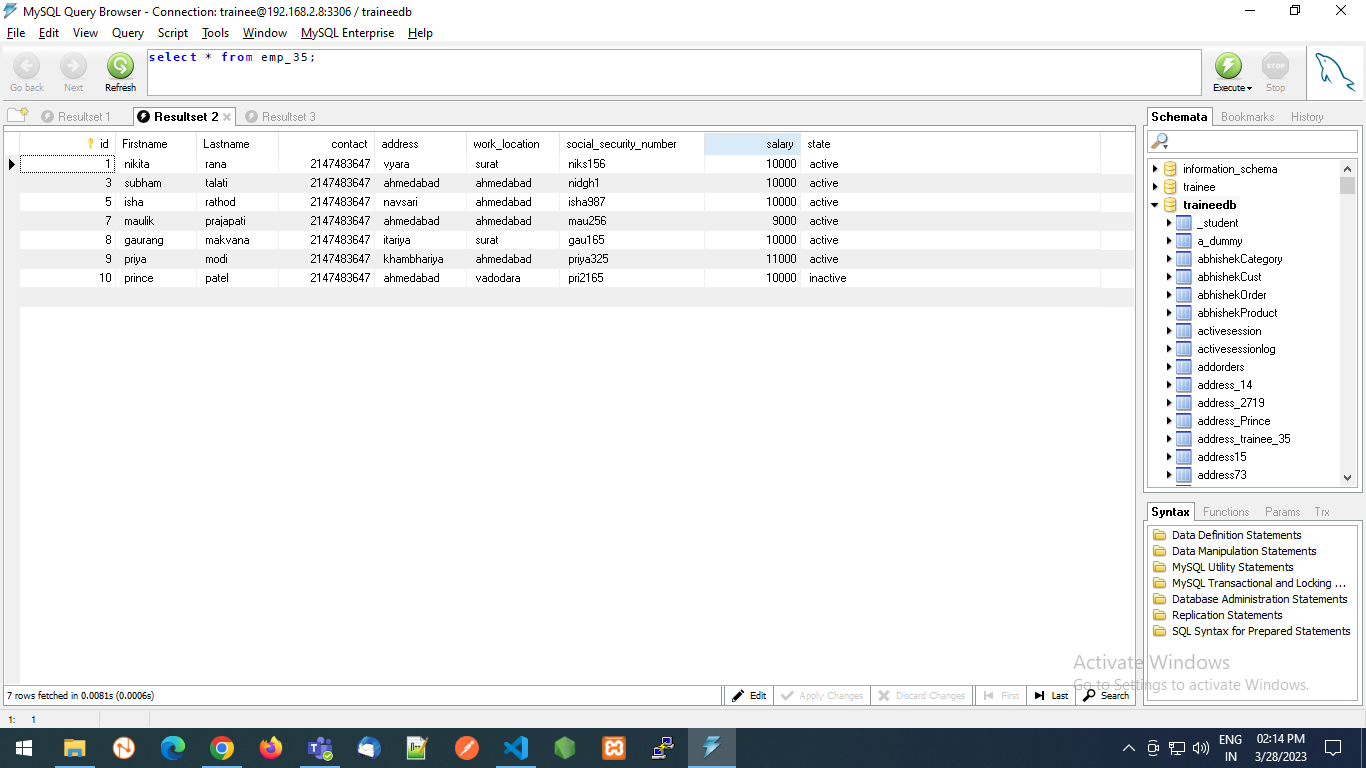 MySQL Query Browser - Connection: trainee@192.168.2.8:3306 / traineedb
File Edit View Query Script Tools Window MySQL Enterprise Help
select * from emp_35;
Go back Next Refresh Execute Stop
Resultset 1 Resultset 2 Resultset 3
id Firstname Lastname contact address work_location social_security_number salary state
1 nikita rana 2147483647 vyara surat niks156 10000 active
3 subham talati 2147483647 ahmedabad ahmedabad nidgh1 10000 active
5 isha rathod 2147483647 navsari ahmedabad isha987 10000 active
7 maulik prajapati 2147483647 ahmedabad ahmedabad mau256 9000 active
8 gaurang makvana 2147483647 itariya surat gau165 10000 active
9 priya modi 2147483647 khambhariya ahmedabad priya325 11000 active
10 prince patel 2147483647 ahmedabad vadodara pri2165 10000 inactive
Schemata Bookmarks History
information_schema
trainee
traineedb
_student
a_dummy
abhishekCategory
abhishekCust
abhishekOrder
abhishekProduct
activesession
activesessionlog
addorders
address_14
address_2719
address_Prince
address_trainee_35
address15
address73
Syntax Functions Params Trx
Data Definition Statements
Data Manipulation Statements
MySQL Utility Statements
MySQL Transactional and Locking ...
Database Administration Statements
Replication Statements
SQL Syntax for Prepared Statements
Activate Windows
Go to Settings to activate Windows.
7 rows fetched in 0.0081s (0.0006s) Edit Apply Changes Discard Changes First Last Search
1: 1
ENG
IN
02:14 PM
3/28/2023